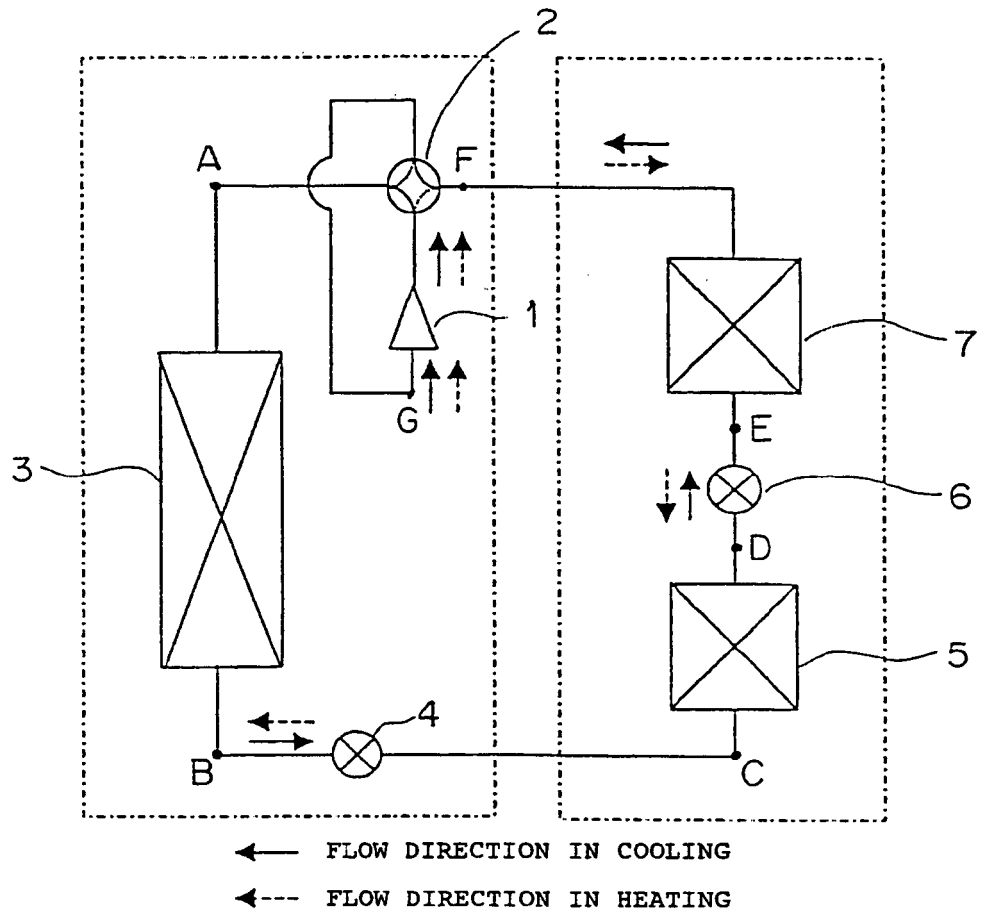 2
A
F
1
G
7
E
3
6
D
5
4
B
C
FLOW DIRECTION IN COOLING
FLOW DIRECTION IN HEATING